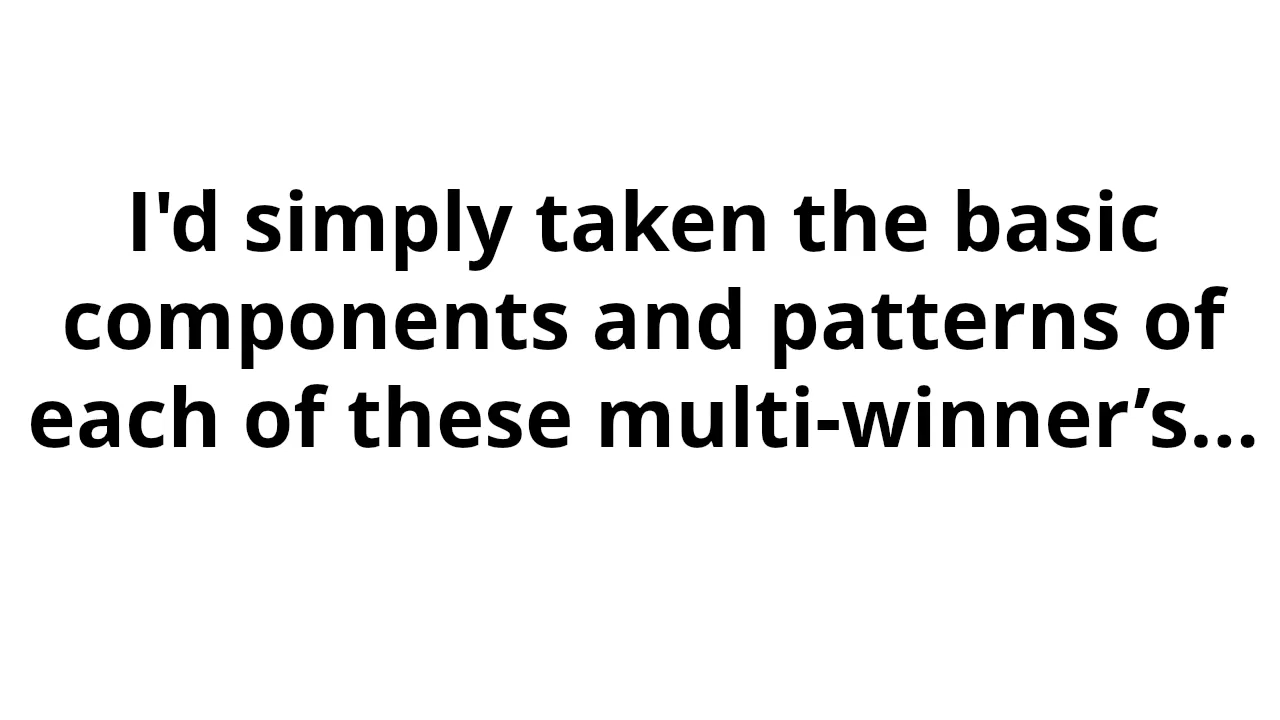 I'd simply taken the basic
components and patterns of
each of these multi-winner’s...